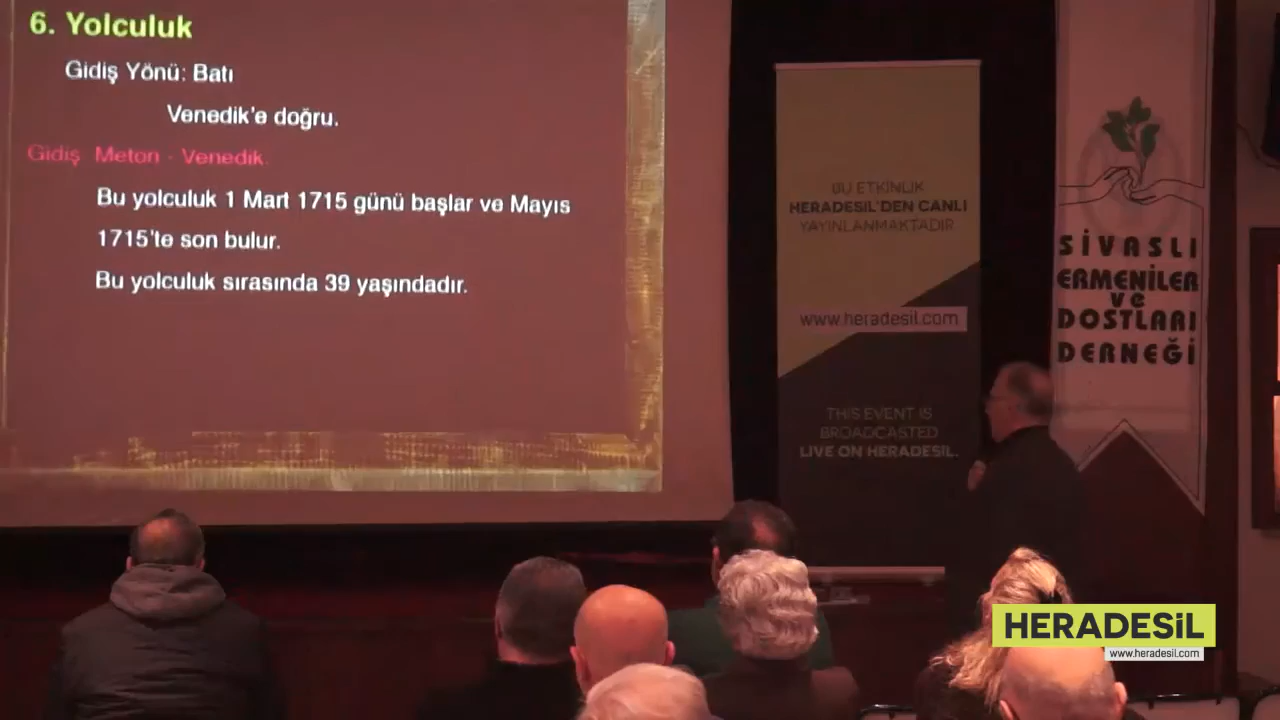 6. Yolculuk
Gidiş Yönü: Batı
Venedik'e doğru.
Gidiş Meton - Venedik.
Bu yolculuk 1 Mart 1715 günü başlar ve Mayıs
1715'te son bulur.
Bu yolculuk sırasında 39 yaşındadır.
BU ETKİNLİK
HERADESİL'DEN CANLI
YAYINLANMAKTADIR
www.heradesil.com
THIS EVENT IS
BROADCASTED
LIVE ON HERADESIL.
SİVASLI
ERMENİLER
ve
DOSTLARI
DERNEĞİ
HERADESiL
www.heradesil.com